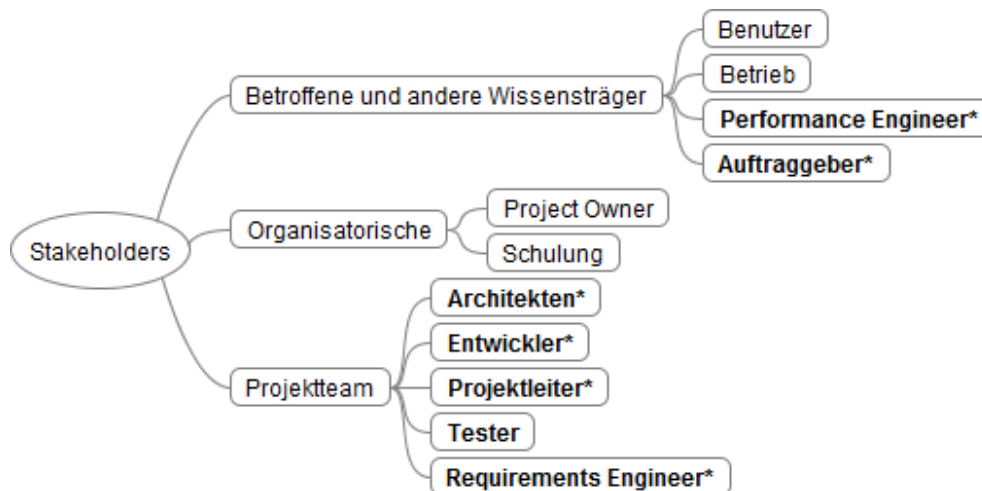 Stakeholders
Betroffene und andere Wissensträger
Benutzer
Betrieb
Performance Engineer*
Auftraggeber*
Organisatorische
Project Owner
Schulung
Projektteam
Architekten*
Entwickler*
Projektleiter*
Tester
Requirements Engineer*